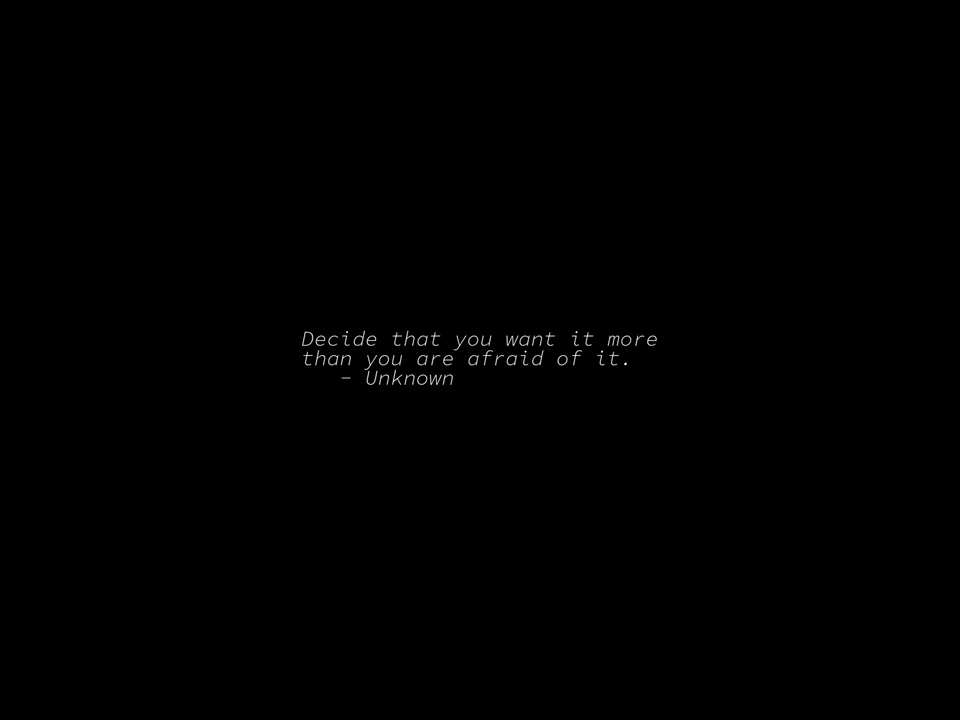 Decide that you want it more
than you are afraid of it.
- Unknown